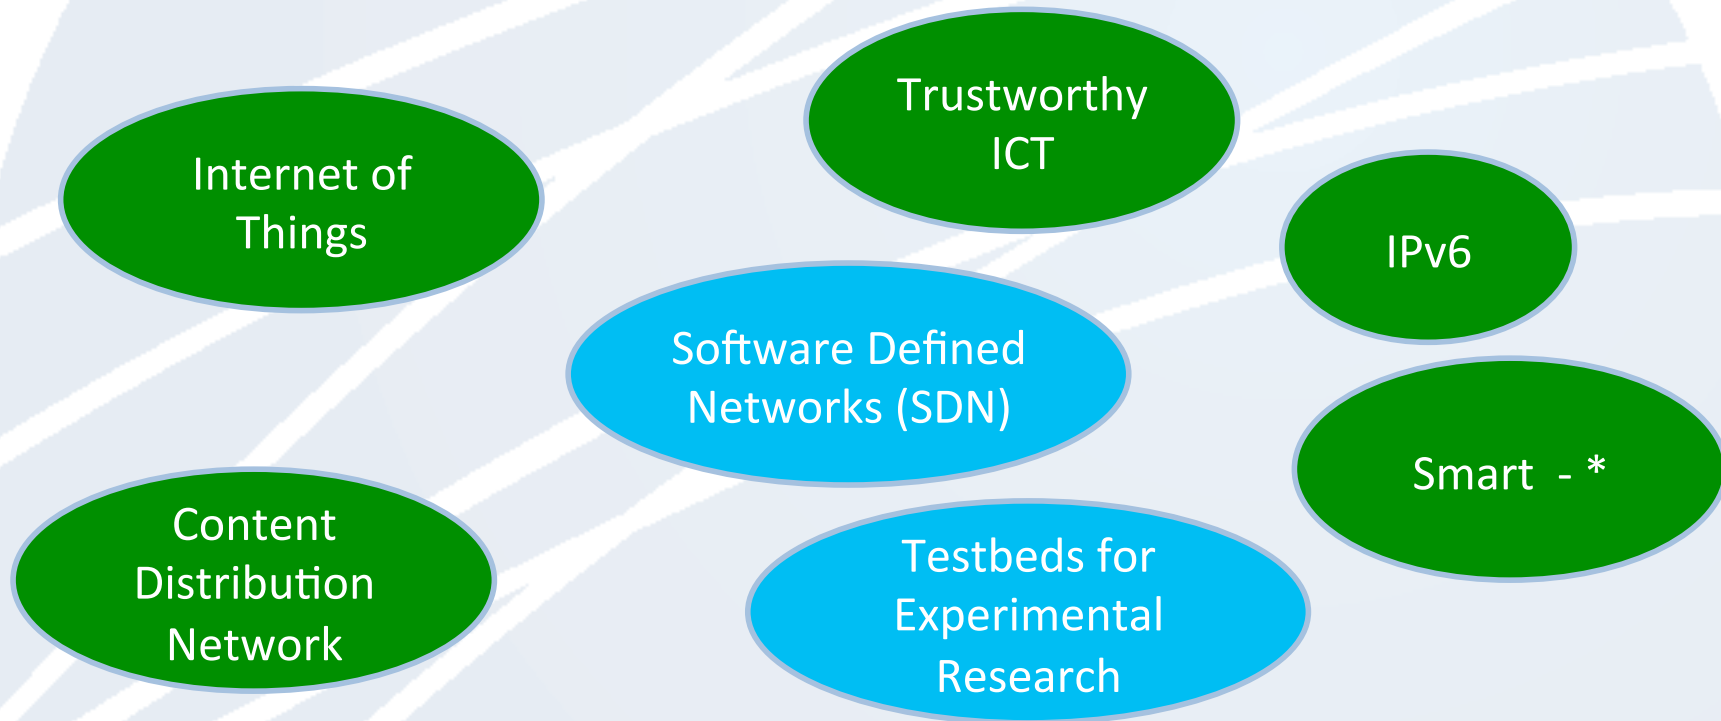 Trustworthy
ICT
Internet of
Things
IPv6
Software Defined
Networks (SDN)
Smart - *
Content
Distribution
Network
Testbeds for
Experimental
Research